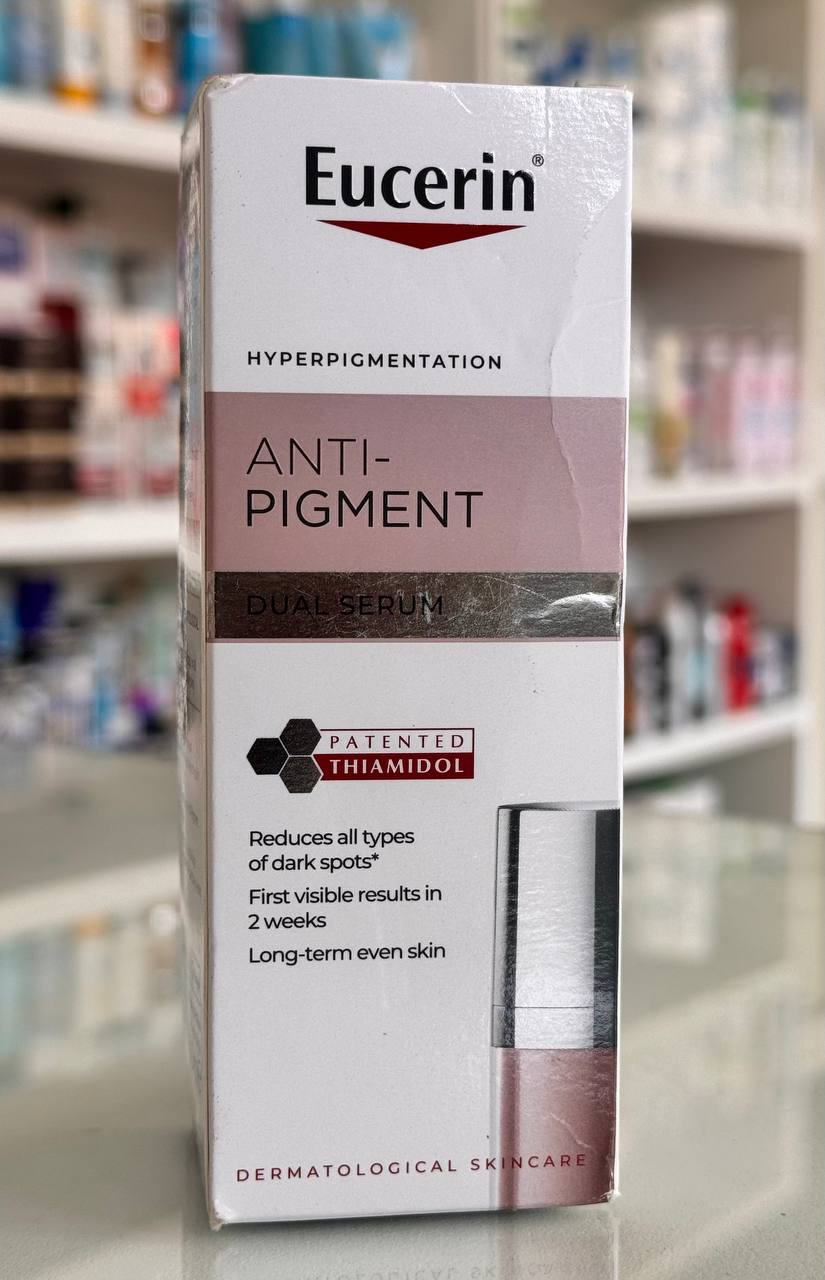 Eucerin®
HYPERPIGMENTATION
ANTI-
PIGMENT
DUAL SERUM
PATENTED
THIAMIDOL
Reduces all types
of dark spots*
First visible results in
2 weeks
Long-term even skin
DERMATOLOGICAL SKINCARE